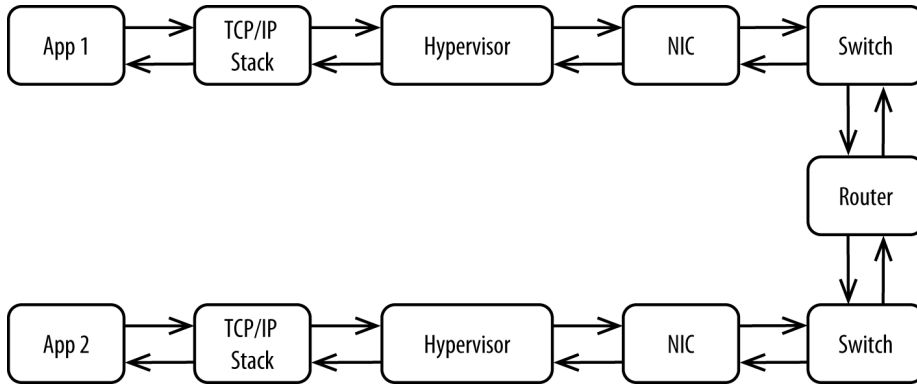 App 1
TCP/IP
Stack
Hypervisor
NIC
Switch
Router
App 2
TCP/IP
Stack
Hypervisor
NIC
Switch